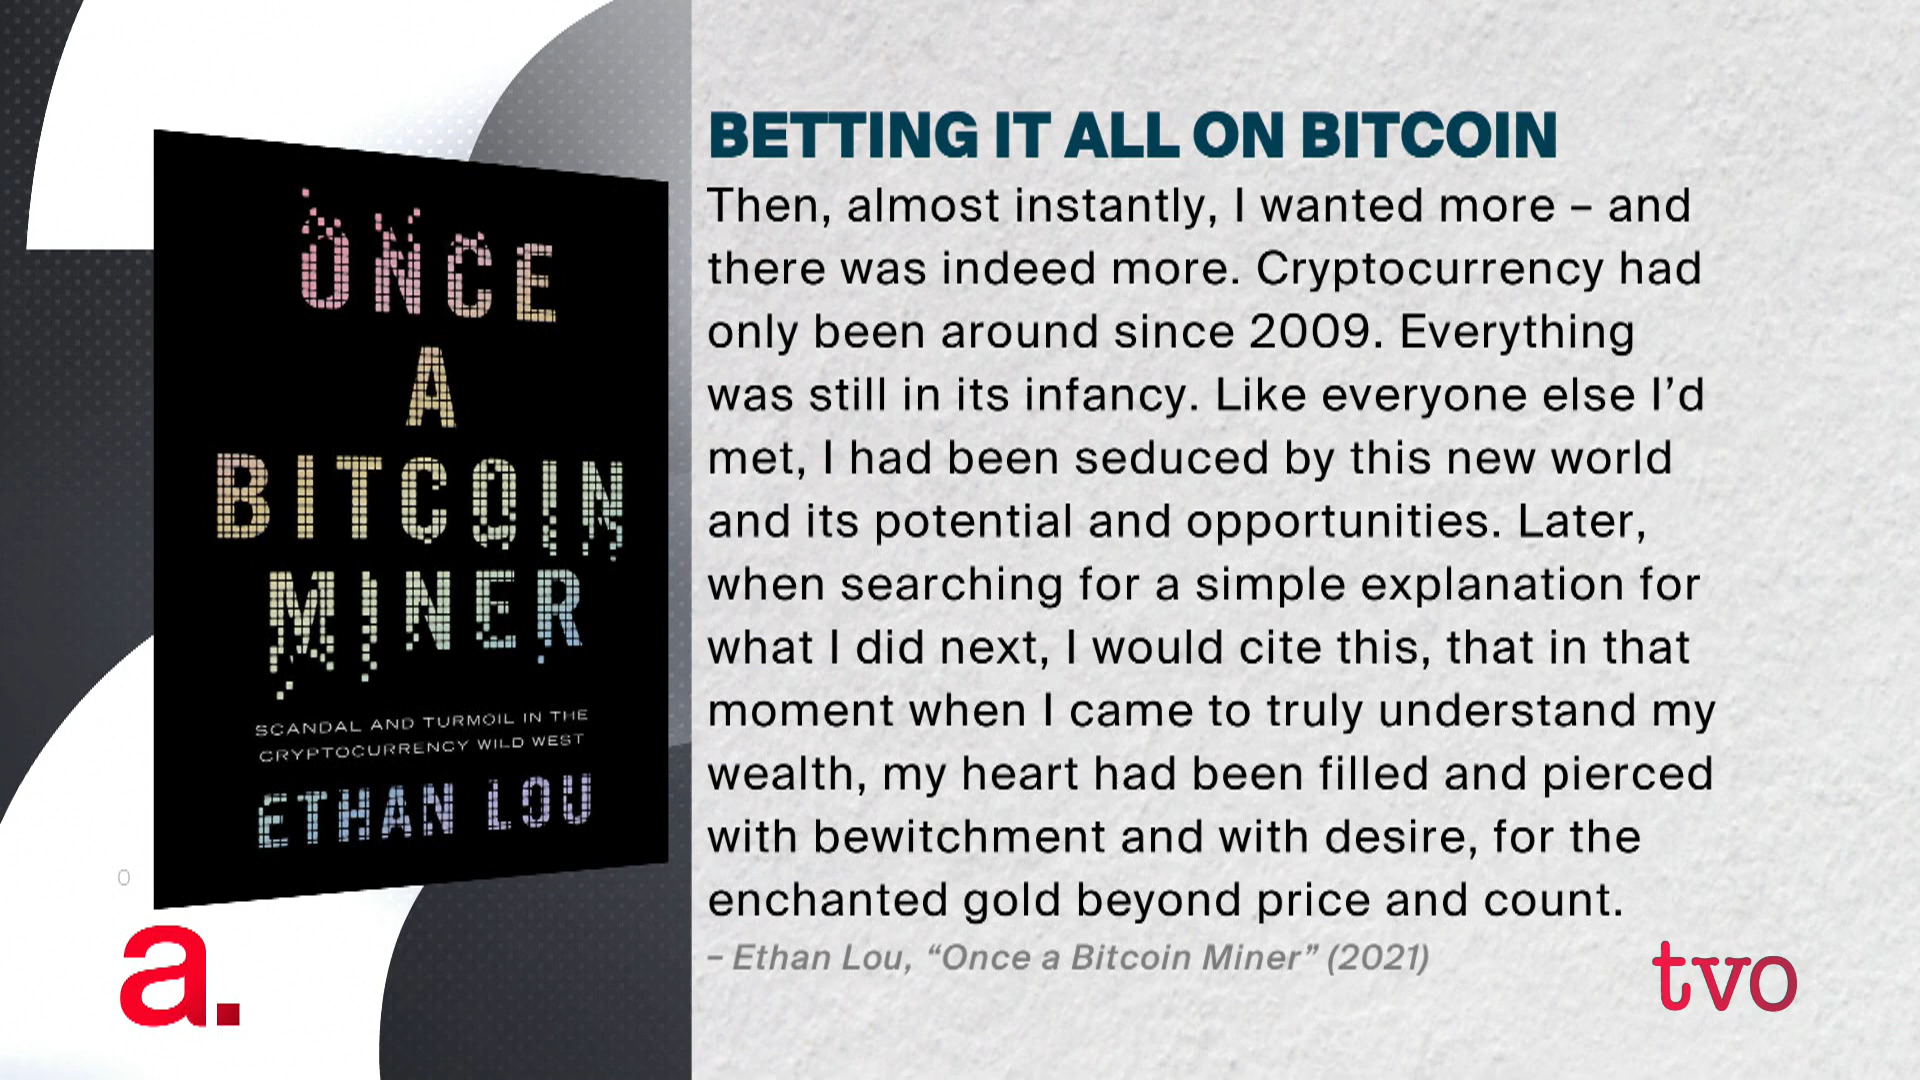 ONCE
A
BITCOIN
MINER
SCANDAL AND TURMOIL IN THE
CRYPTOCURRENCY WILD WEST
ETHAN LOU
BETTING IT ALL ON BITCOIN
Then, almost instantly, I wanted more – and
there was indeed more. Cryptocurrency had
only been around since 2009. Everything
was still in its infancy. Like everyone else I’d
met, I had been seduced by this new world
and its potential and opportunities. Later,
when searching for a simple explanation for
what I did next, I would cite this, that in that
moment when I came to truly understand my
wealth, my heart had been filled and pierced
with bewitchment and with desire, for the
enchanted gold beyond price and count.
– Ethan Lou, “Once a Bitcoin Miner” (2021)
0
a.
tvo